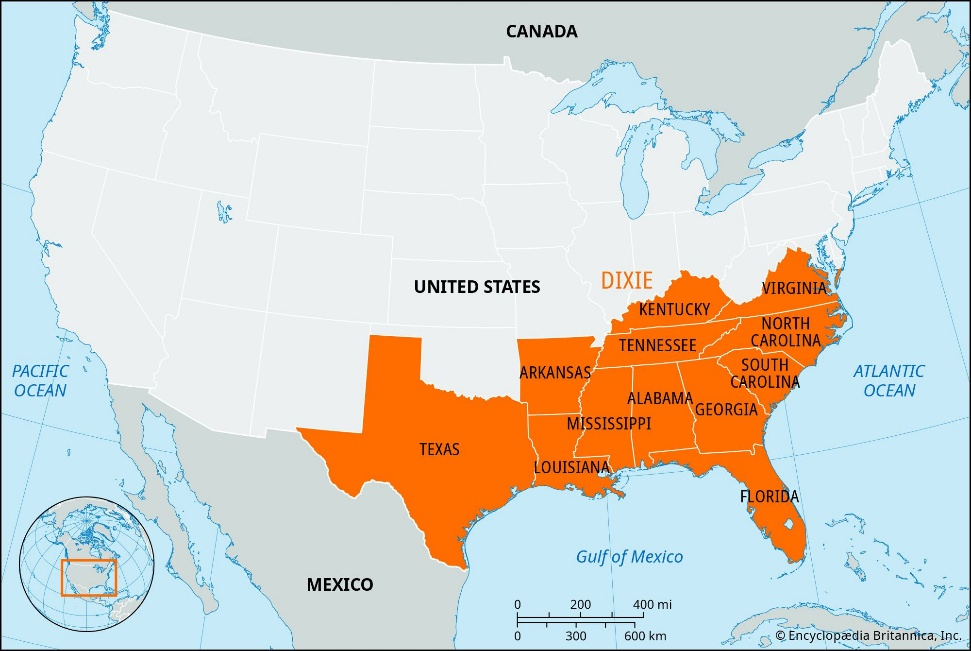 CANADA
UNITED STATES
DIXIE
KENTUCKY
VIRGINIA
TENNESSEE
NORTH
CAROLINA
ARKANSAS
SOUTH
CAROLINA
ALABAMA
GEORGIA
MISSISSIPPI
TEXAS
LOUISIANA
FLORIDA
PACIFIC
OCEAN
ATLANTIC
OCEAN
Gulf of Mexico
MEXICO
0 200 400 mi
0 300 600 km
© Encyclopædia Britannica, Inc.